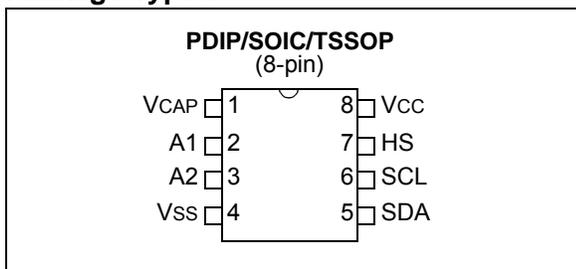 PDIP/SOIC/TSSOP
(8-pin)
VCAP 1 8 VCC
A1 2 7 HS
A2 3 6 SCL
VSS 4 5 SDA